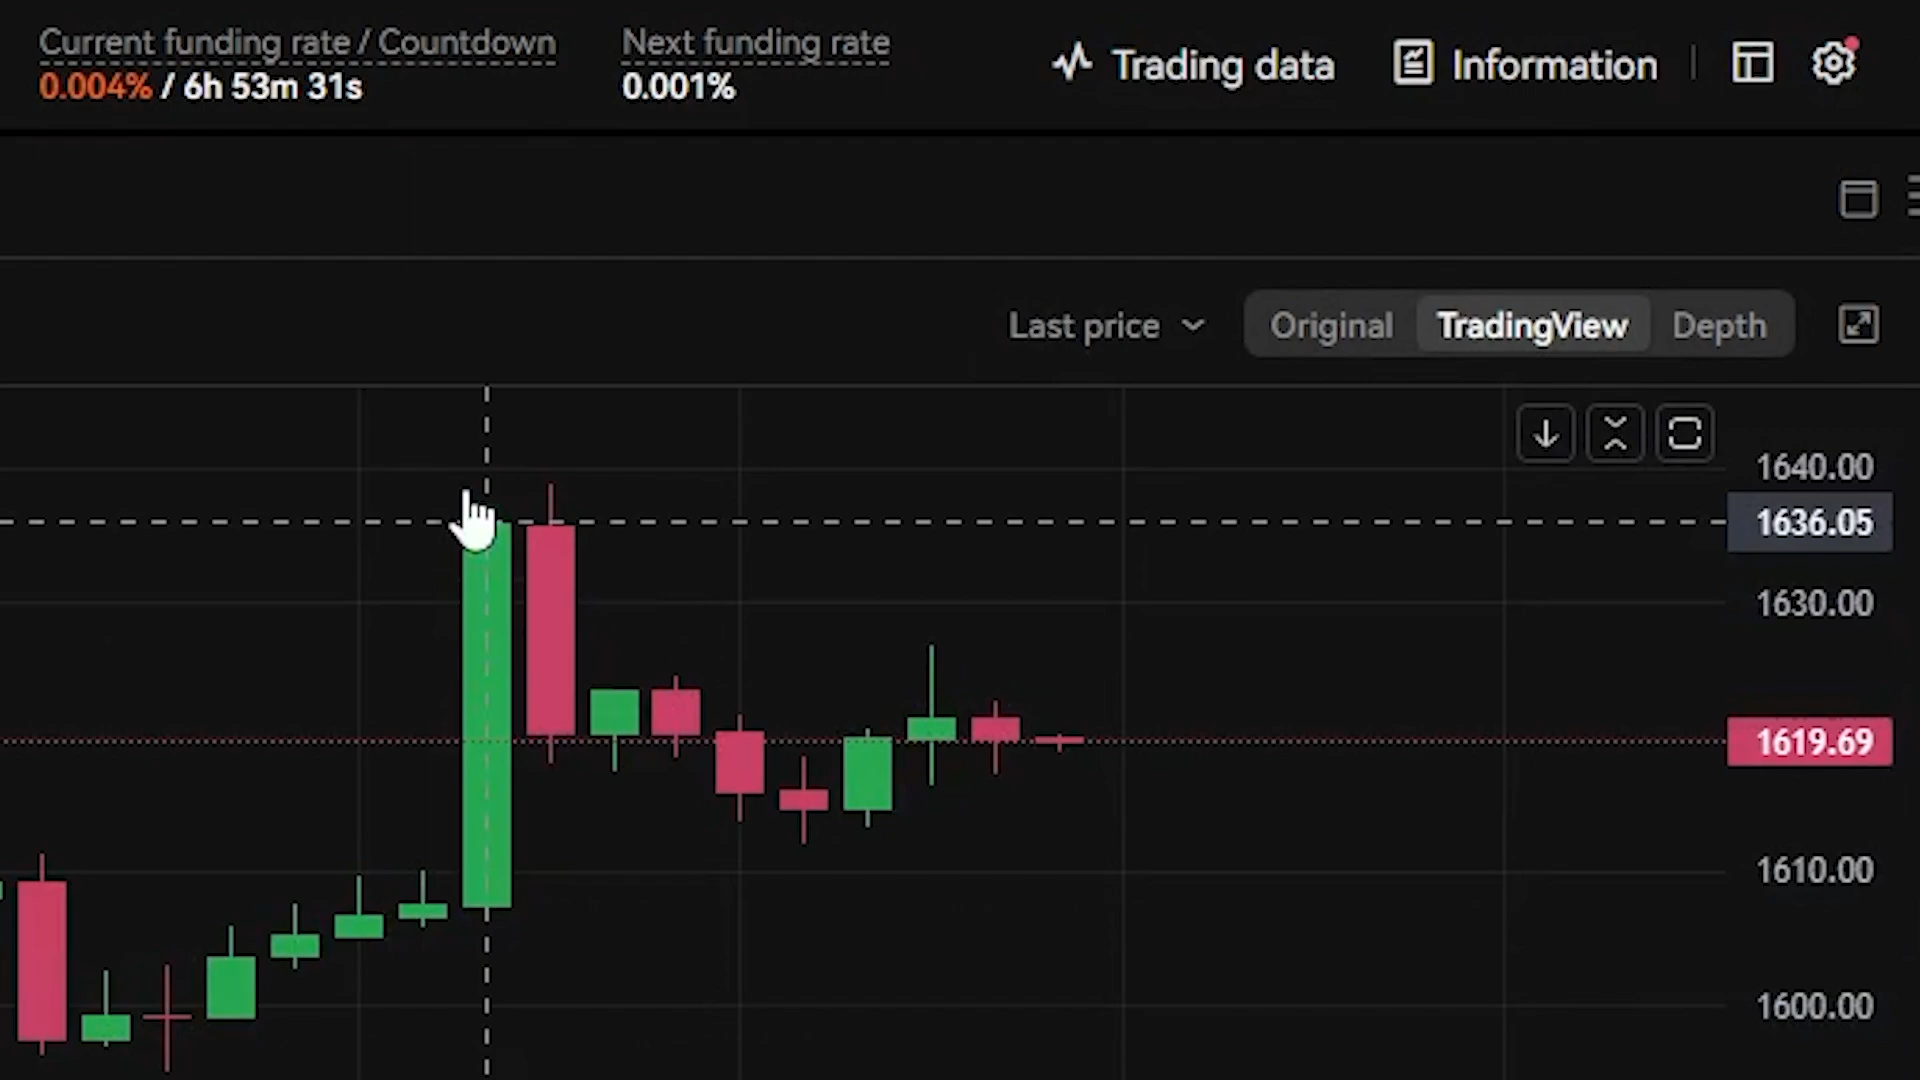 Current funding rate / Countdown
0.004% / 6h 53m 31s
Next funding rate
0.001%
Trading data
Information
Last price
Original
TradingView
Depth
1640.00
1636.05
1630.00
1619.69
1610.00
1600.00